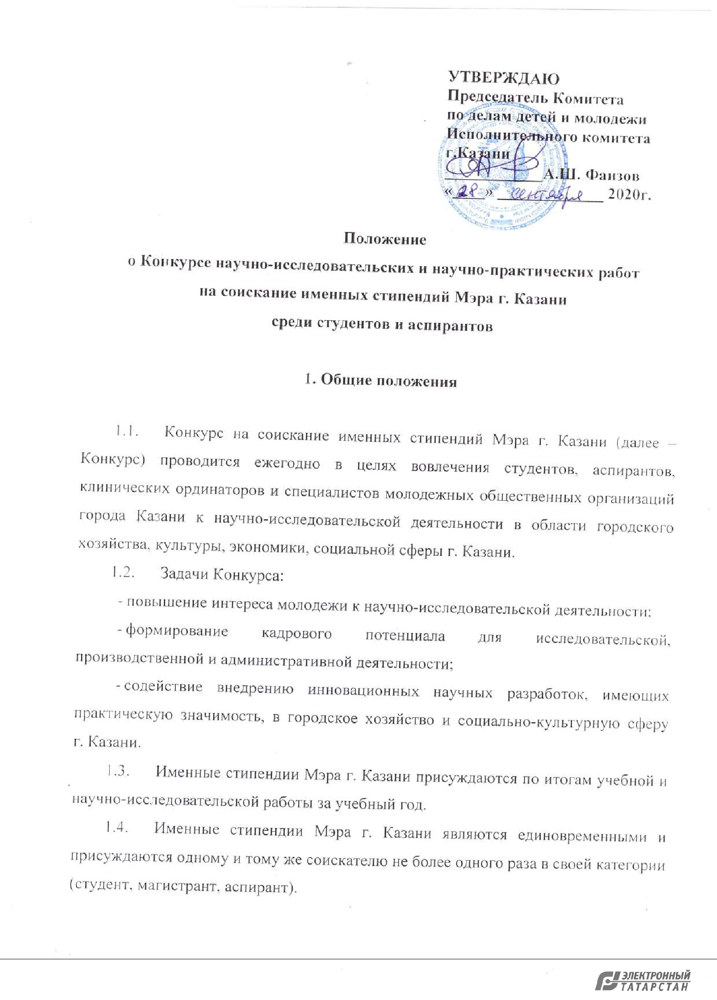 УТВЕРЖДАЮ
Председатель Комитета
по делам детей и молодежи
Исполнительного комитета
г.Казани
А.Ш. Фаизов
«28» сентября 2020г.
Положение
о Конкурсе научно-исследовательских и научно-практических работ
на соискание именных стипендий Мэра г. Казани
среди студентов и аспирантов
1. Общие положения
1.1. Конкурс на соискание именных стипендий Мэра г. Казани (далее –
Конкурс) проводится ежегодно в целях вовлечения студентов, аспирантов,
клинических ординаторов и специалистов молодежных общественных организаций
города Казани к научно-исследовательской деятельности в области городского
хозяйства, культуры, экономики, социальной сферы г. Казани.
1.2. Задачи Конкурса:
- повышение интереса молодежи к научно-исследовательской деятельности;
- формирование кадрового потенциала для исследовательской,
производственной и административной деятельности;
- содействие внедрению инновационных научных разработок, имеющих
практическую значимость, в городское хозяйство и социально-культурную сферу
г. Казани.
1.3. Именные стипендии Мэра г. Казани присуждаются по итогам учебной и
научно-исследовательской работы за учебный год.
1.4. Именные стипендии Мэра г. Казани являются единовременными и
присуждаются одному и тому же соискателю не более одного раза в своей категории
(студент, магистрант, аспирант).
ЭЛЕКТРОННЫЙ
ТАТАРСТАН